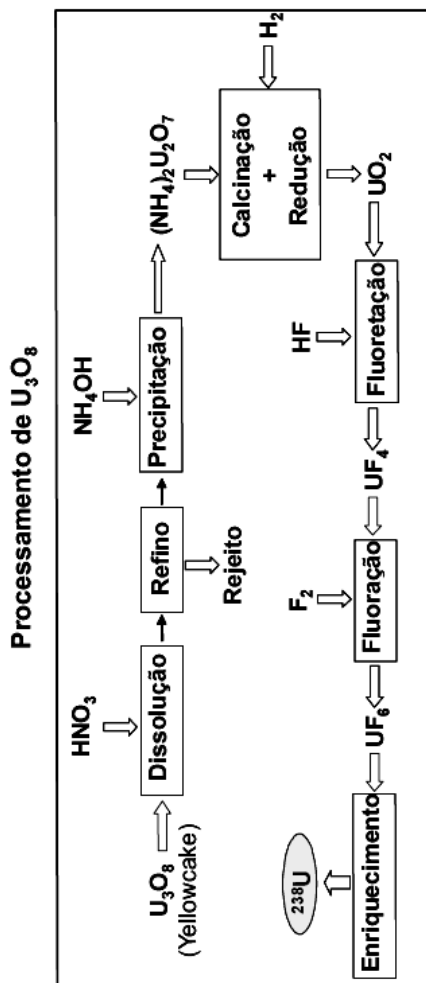 Processamento de U₃O₈
HNO₃
NH₄OH
U₃O₈
(Yellowcake)
Dissolução
Refino
Precipitação
(NH₄)₂U₂O₇
Rejeito
H₂
Calcinação
+
Redução
UO₂
HF
Fluoretação
UF₄
F₂
Fluoração
UF₆
Enriquecimento
²³⁸U